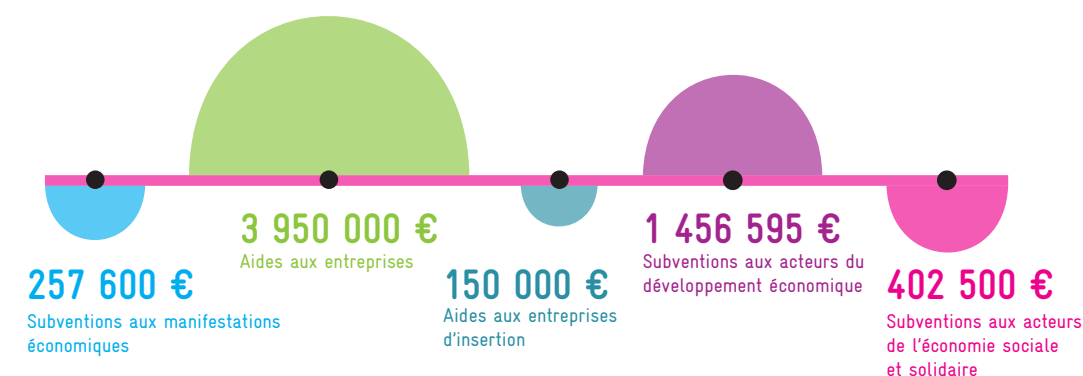 257 600 €
Subventions aux manifestations
économiques
3 950 000 €
Aides aux entreprises
150 000 €
Aides aux entreprises
d'insertion
1 456 595 €
Subventions aux acteurs du
développement économique
402 500 €
Subventions aux acteurs
de l'économie sociale
et solidaire